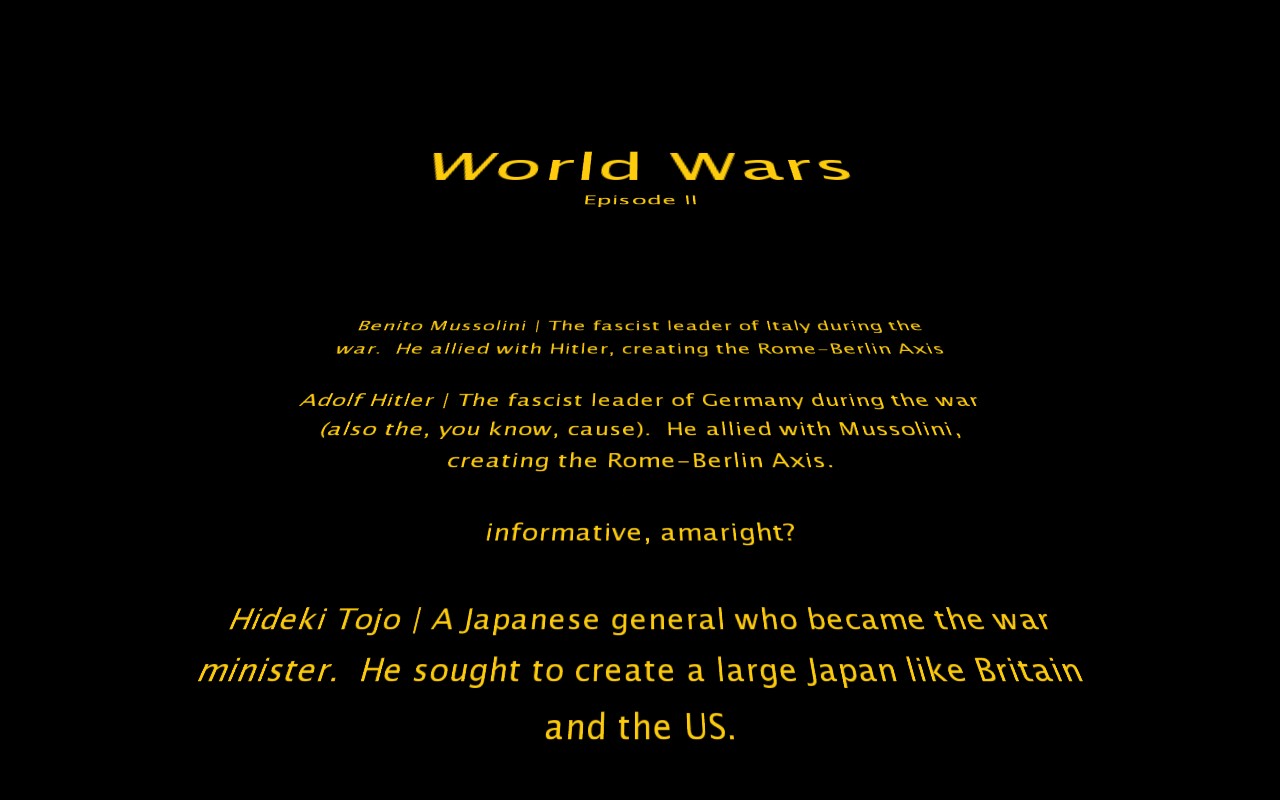 World Wars
Episode II
Benito Mussolini | The fascist leader of Italy during the
war.  He allied with Hitler, creating the Rome-Berlin Axis
Adolf Hitler | The fascist leader of Germany during the war
(also the, you know, cause).  He allied with Mussolini,
creating the Rome-Berlin Axis.
informative, amaright?
Hideki Tojo | A Japanese general who became the war
minister.  He sought to create a large Japan like Britain
and the US.